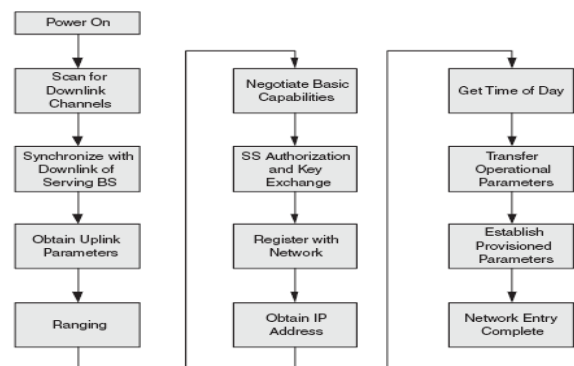 Power On
Scan for
Downlink
Channels
Synchronize with
Downlink of
Serving BS
Obtain Uplink
Parameters
Ranging
Negotiate Basic
Capabilities
SS Authorization
and Key
Exchange
Register with
Network
Obtain IP
Address
Get Time of Day
Transfer
Operational
Parameters
Establish
Provisioned
Parameters
Network Entry
Complete